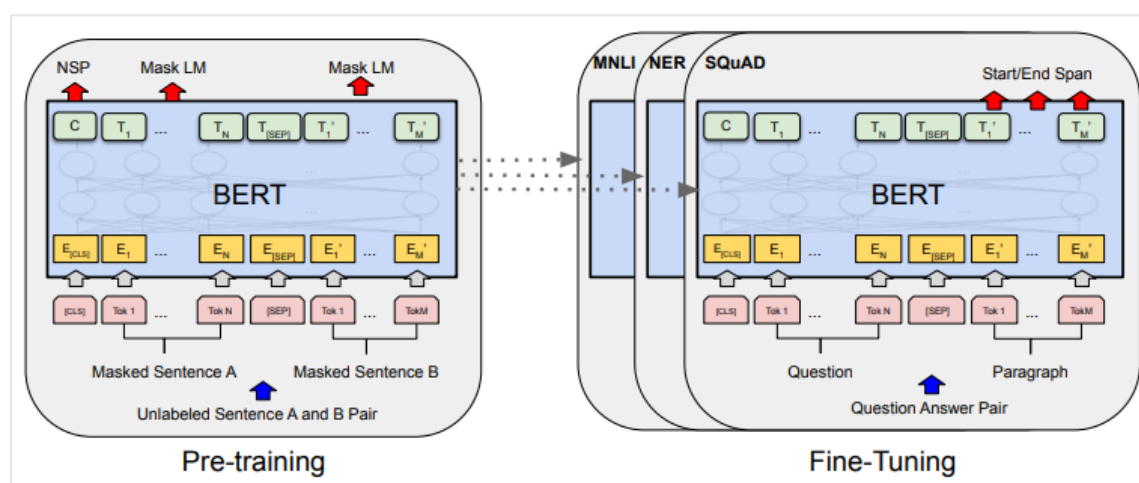 NSP Mask LM Mask LM
C T1 ... TN T[SEP] T1' ... TM'
...
BERT
...
E[CLS] E1 ... EN E[SEP] E1' ... EM'
[CLS] Tok 1 ... Tok N [SEP] Tok 1 ... TokM
Masked Sentence A Masked Sentence B
Unlabeled Sentence A and B Pair
Pre-training
MNLI NER SQuAD
Start/End Span
C T1 ... TN T[SEP] T1' ... TM'
...
BERT
...
E[CLS] E1 ... EN E[SEP] E1' ... EM'
[CLS] Tok 1 ... Tok N [SEP] Tok 1 ... TokM
Question Paragraph
Question Answer Pair
Fine-Tuning